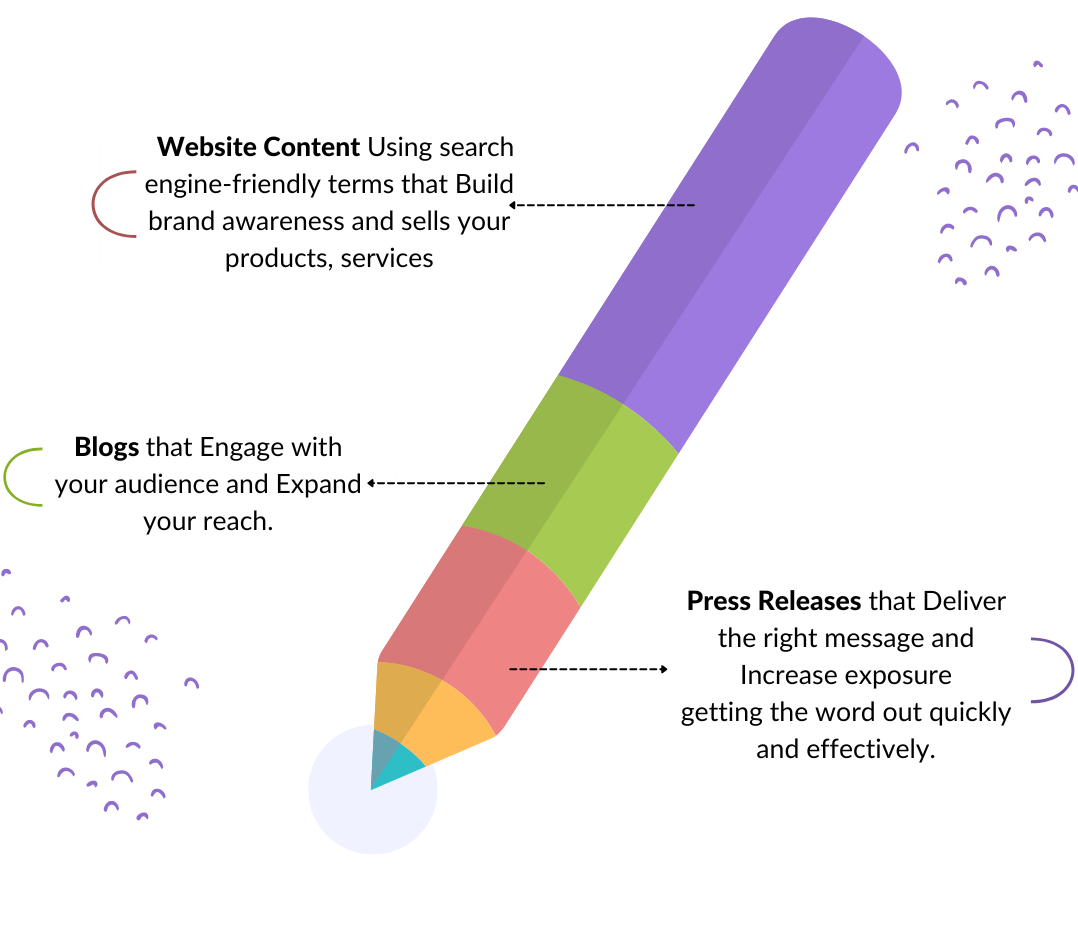 Website Content Using search
engine-friendly terms that Build
brand awareness and sells your
products, services
Blogs that Engage with
your audience and Expand
your reach.
Press Releases that Deliver
the right message and
Increase exposure
getting the word out quickly
and effectively.